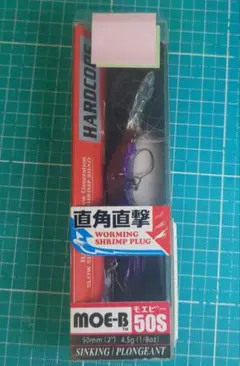 HARDCORE
直角直撃
WORMING
SHRIMP PLUG
MOE-B
モエビー
50S
50mm (2") 4.5g (1/8oz)
SINKING / PLONGEANT